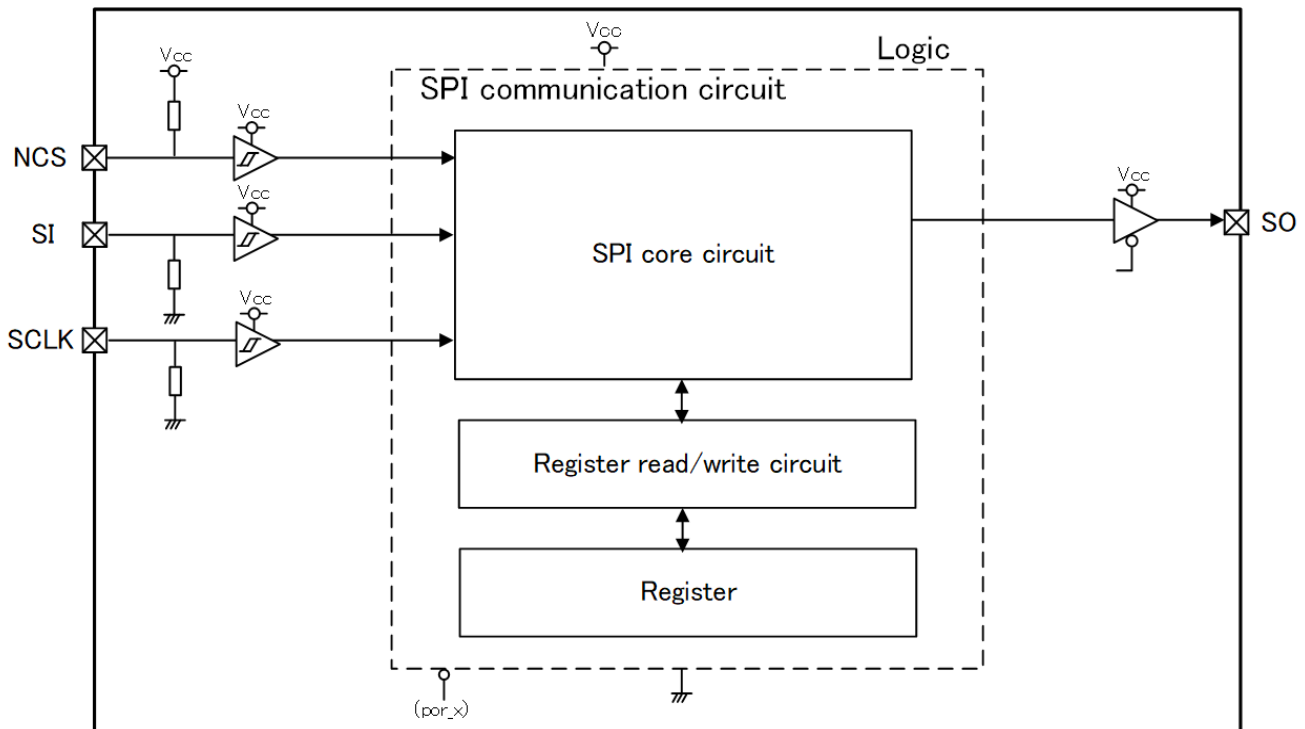 Vcc
Vcc
Logic
SPI communication circuit
Vcc
NCS
Vcc
Vcc
SI
SPI core circuit
SO
Vcc
SCLK
Register read/write circuit
Register
(por_x)